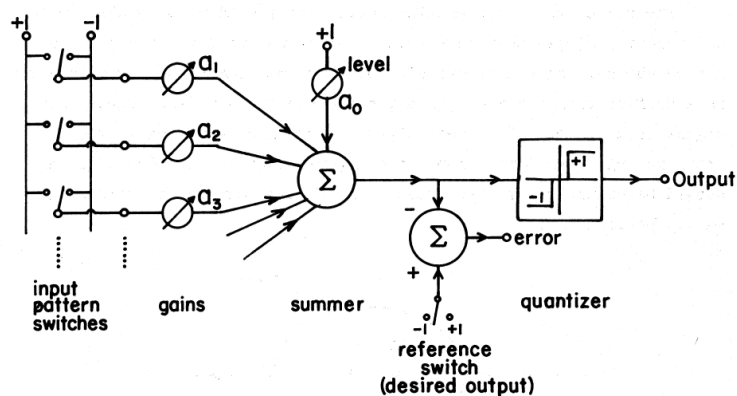 +1 -1
+1
level
a₀
a₁
a₂
a₃
Σ
+1
-1
Output
-
Σ
error
+
-1 +1
input
pattern
switches
gains
summer
quantizer
reference
switch
(desired output)